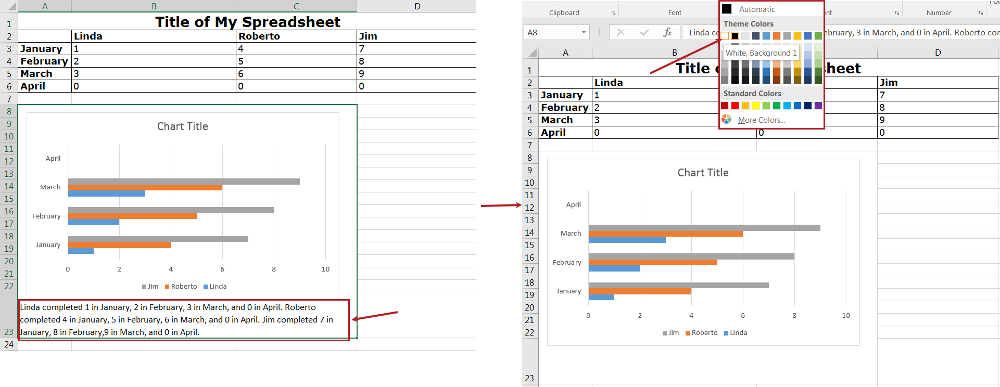 A B C D
1 Title of My Spreadsheet
2 Linda Roberto Jim
3 January 1 4 7
4 February 2 5 8
5 March 3 6 9
6 April 0 0 0
7
8
Chart Title
9
10
11
12 April
13
14 March
15
16 February
17
18
19 January
20
21 0 2 4 6 8 10
22 Jim Roberto Linda
Linda completed 1 in January, 2 in February, 3 in March, and 0 in April. Roberto
completed 4 in January, 5 in February, 6 in March, and 0 in April. Jim completed 7 in
23 January, 8 in February,9 in March, and 0 in April.
24
Clipboard Font nt Number
A8 fx Linda co ebruary, 3 in March, and 0 in April. Roberto cor
Automatic
Theme Colors
White, Background 1
Standard Colors
More Colors...
A B D
1 Title o heet
2 Linda Jim
3 January 1 7
4 February 2 8
5 March 3 9
6 April 0 0 0
7
8
9 Chart Title
10
11
12 April
13
14 March
15
16 February
17
18
19 January
20
21 0 2 4 6 8 10
22 Jim Roberto Linda
23